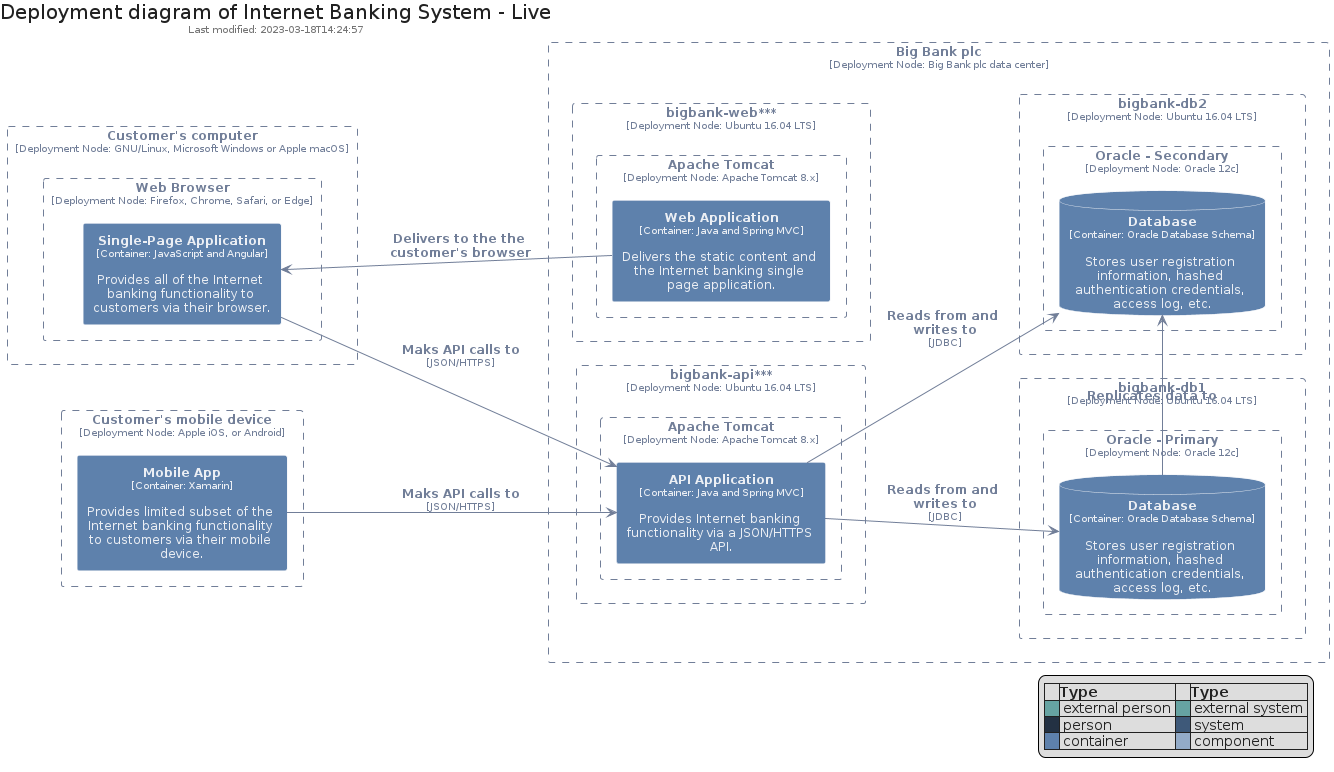 Deployment diagram of Internet Banking System - Live
Last modified: 2023-03-18T14:24:57
Big Bank plc
[Deployment Node: Big Bank plc data center]
Customer's computer
[Deployment Node: GNU/Linux, Microsoft Windows or Apple macOS]
Web Browser
[Deployment Node: Firefox, Chrome, Safari, or Edge]
Single-Page Application
[Container: JavaScript and Angular]
Provides all of the Internet
banking functionality to
customers via their browser.
Delivers to the the
customer's browser
bigbank-web***
[Deployment Node: Ubuntu 16.04 LTS]
Apache Tomcat
[Deployment Node: Apache Tomcat 8.x]
Web Application
[Container: Java and Spring MVC]
Delivers the static content and
the Internet banking single
page application.
bigbank-db2
[Deployment Node: Ubuntu 16.04 LTS]
Oracle - Secondary
[Deployment Node: Oracle 12c]
Database
[Container: Oracle Database Schema]
Stores user registration
information, hashed
authentication credentials,
access log, etc.
Maks API calls to
[JSON/HTTPS]
Reads from and
writes to
[JDBC]
Customer's mobile device
[Deployment Node: Apple iOS, or Android]
Mobile App
[Container: Xamarin]
Provides limited subset of the
Internet banking functionality
to customers via their mobile
device.
Maks API calls to
[JSON/HTTPS]
bigbank-api***
[Deployment Node: Ubuntu 16.04 LTS]
Apache Tomcat
[Deployment Node: Apache Tomcat 8.x]
API Application
[Container: Java and Spring MVC]
Provides Internet banking
functionality via a JSON/HTTPS
API.
Reads from and
writes to
[JDBC]
bigbank-db1
Replicates data to
[Deployment Node: Ubuntu 16.04 LTS]
Oracle - Primary
[Deployment Node: Oracle 12c]
Database
[Container: Oracle Database Schema]
Stores user registration
information, hashed
authentication credentials,
access log, etc.
Type Type
external person external system
person system
container component